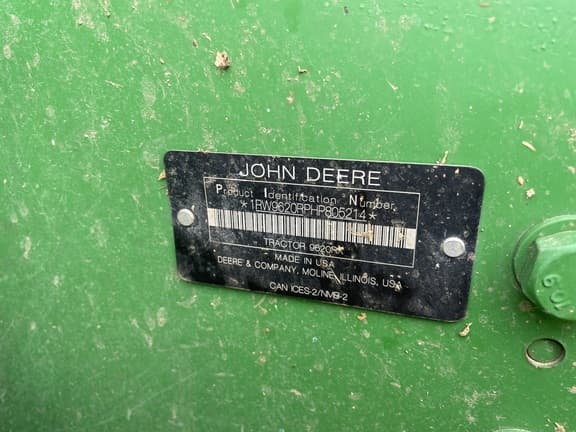 JOHN DEERE
Product Identification Number
*1RW9620RPHP805214*
TRACTOR 9620RX
MADE IN USA
DEERE & COMPANY, MOLINE, ILLINOIS, USA
CAN ICES-2/NMB-2